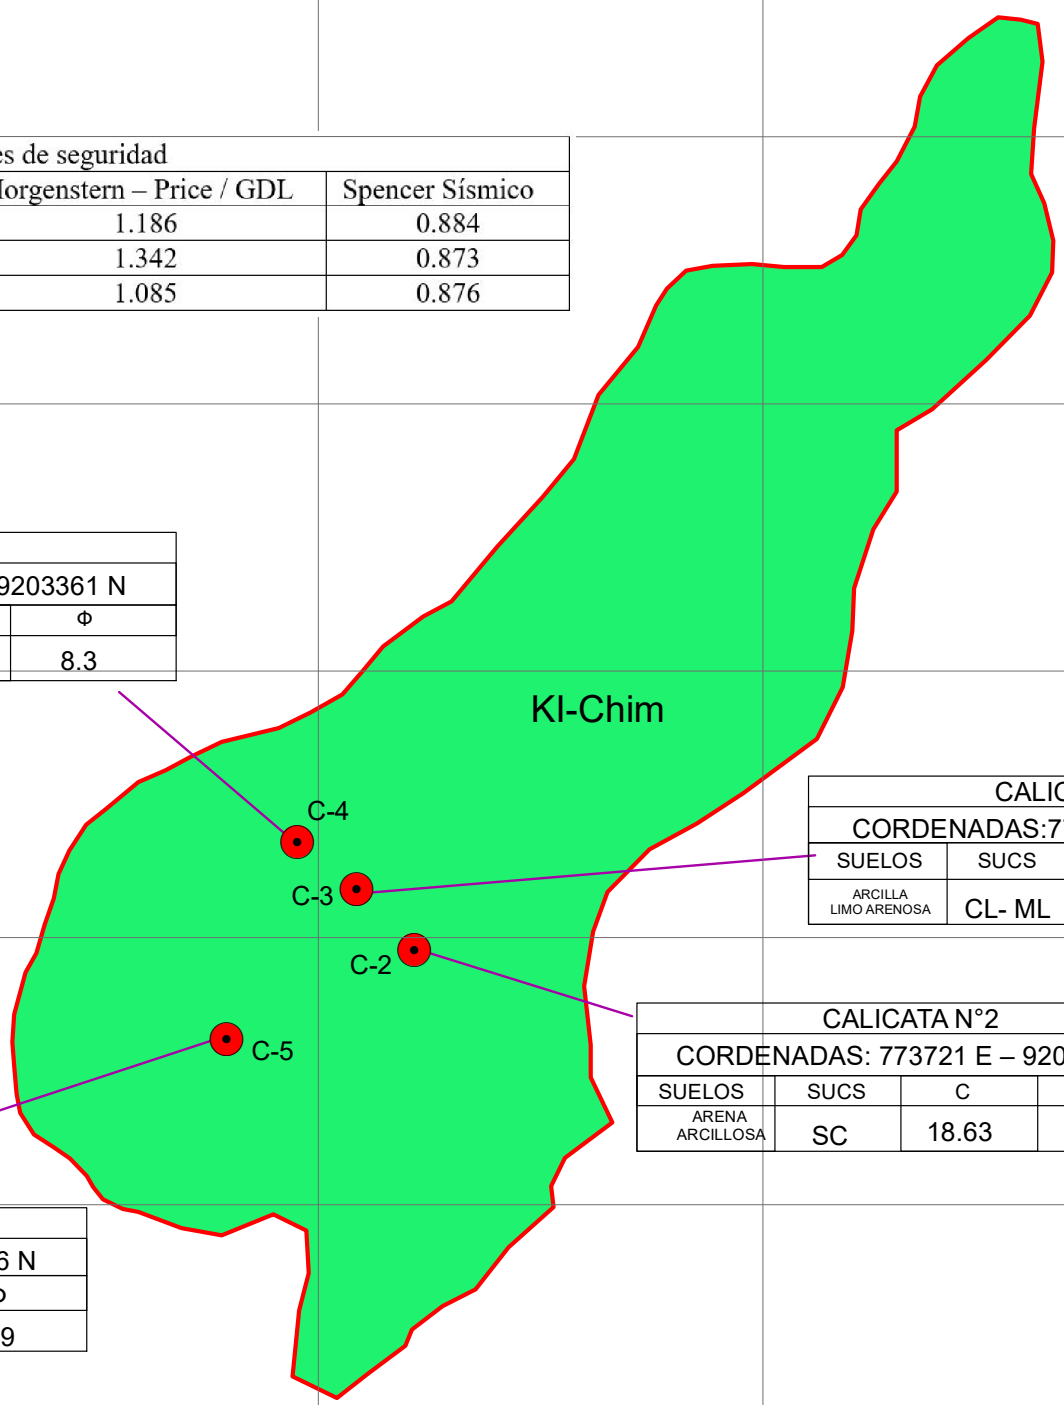 es de seguridad
Morgenstern – Price / GDL Spencer Sísmico
1.186 0.884
1.342 0.873
1.085 0.876
9203361 N
Φ
8.3
KI-Chim
C-4
C-3
C-2
C-5
CALIC
CORDENADAS:7
SUELOS SUCS
ARCILLA
LIMO ARENOSA CL- ML
CALICATA N°2
CORDENADAS: 773721 E – 920
SUELOS SUCS C
ARENA
ARCILLOSA SC 18.63
6 N
9